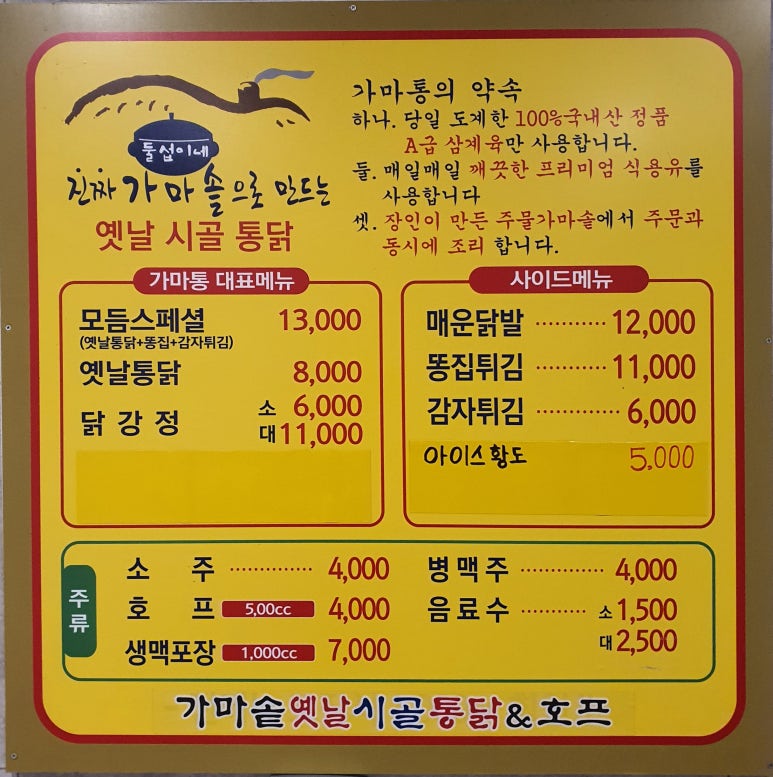 둘섭이네
진짜 가마솥으로 만드는
옛날 시골 통닭
가마통의 약속
하나. 당일 도계한 100%국내산 정품
A급 삼계육만 사용합니다.
둘. 매일매일 깨끗한 프리미엄 식용유를
사용합니다
셋. 장인이 만든 주물가마솥에서 주문과
동시에 조리 합니다.
가마통 대표메뉴
모듬스페셜 13,000
(옛날통닭+똥집+감자튀김)
옛날통닭 8,000
닭강정 소 6,000
대 11,000
사이드메뉴
매운닭발 ··········· 12,000
똥집튀김 ··········· 11,000
감자튀김 ············ 6,000
아이스황도 5,000
주류
소 주 ············· 4,000
호 프 5,00cc 4,000
생맥포장 1,000cc 7,000
병맥주 ············· 4,000
음료수 ·········· 소 1,500
대 2,500
가마솥옛날시골통닭&호프